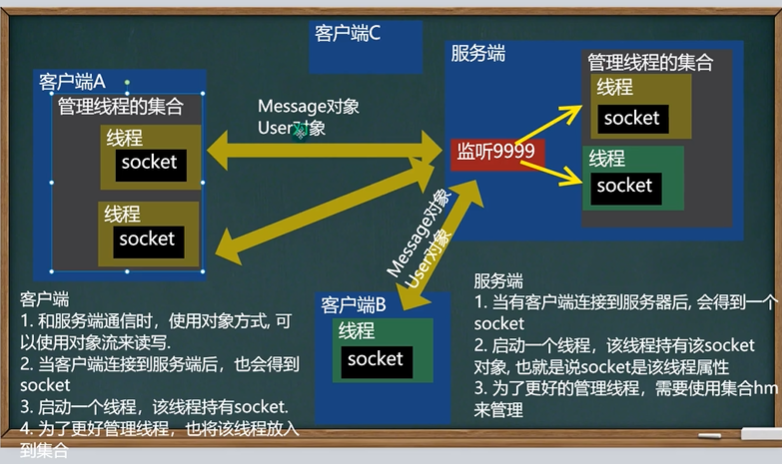 客户端C
服务端
管理线程的集合
线程
socket
线程
socket
监听9999
客户端A
管理线程的集合
线程
socket
线程
socket
Message对象
User对象
Message对象
User对象
客户端B
线程
socket
客户端
1. 和服务端通信时，使用对象方式, 可
以使用对象流来读写.
2. 当客户端连接到服务端后，也会得到
socket
3. 启动一个线程，该线程持有socket.
4. 为了更好管理线程，也将该线程放入
到集合
服务端
1. 当有客户端连接到服务器后, 会得到一个
socket
2. 启动一个线程，该线程持有该socket
对象, 也就是说socket是该线程属性
3. 为了更好的管理线程，需要使用集合hm
来管理